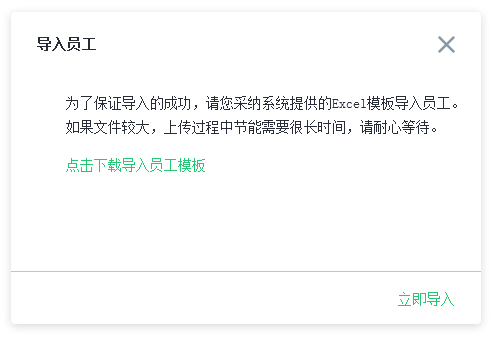 导入员工
为了保证导入的成功，请您采纳系统提供的Excel模板导入员工。
如果文件较大，上传过程中节能需要很长时间，请耐心等待。
点击下载导入员工模板
立即导入